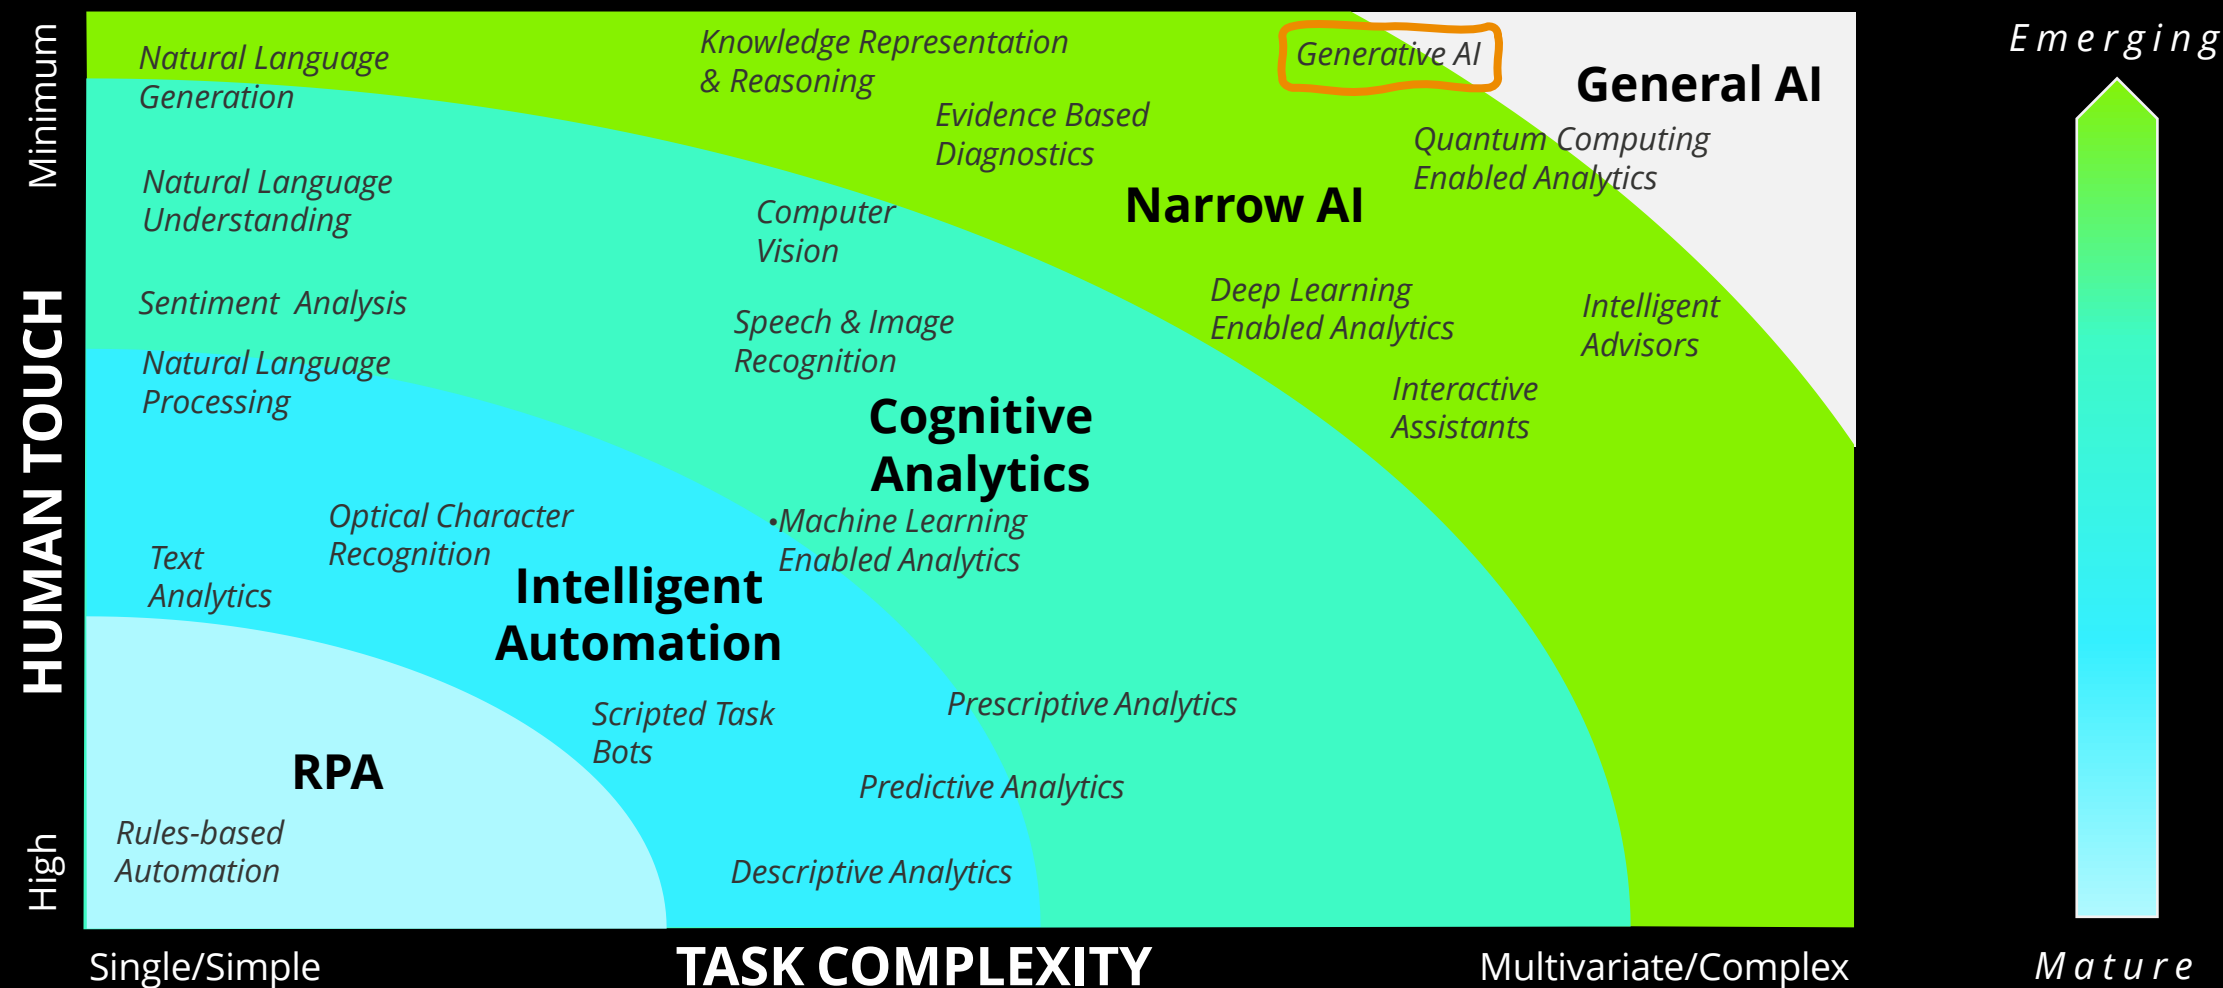 Minimum
HUMAN TOUCH
High
Natural Language
Generation
Knowledge Representation
& Reasoning
Generative AI
General AI
Evidence Based
Diagnostics
Quantum Computing
Enabled Analytics
Natural Language
Understanding
Computer
Vision
Narrow AI
Sentiment Analysis
Speech & Image
Recognition
Deep Learning
Enabled Analytics
Intelligent
Advisors
Natural Language
Processing
Interactive
Assistants
Cognitive
Analytics
•Machine Learning
Enabled Analytics
Optical Character
Recognition
Text
Analytics
Intelligent
Automation
Scripted Task
Bots
Prescriptive Analytics
RPA
Predictive Analytics
Rules-based
Automation
Descriptive Analytics
Single/Simple
TASK COMPLEXITY
Multivariate/Complex
Emerging
Mature